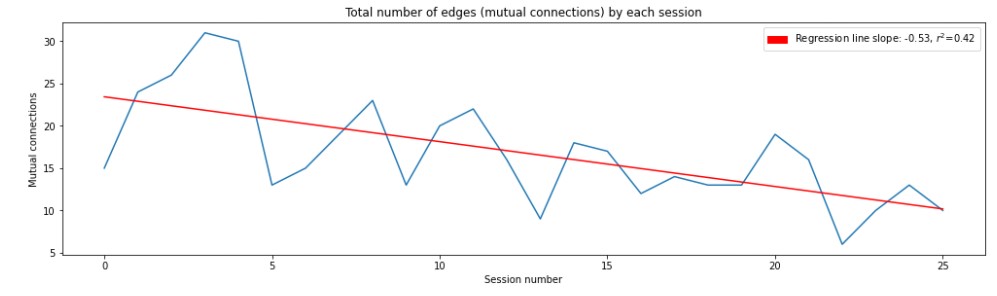 Total number of edges (mutual connections) by each session
Regression line slope: -0.53, r²=0.42
Mutual connections
30
25
20
15
10
5
0 5 10 15 20 25
Session number